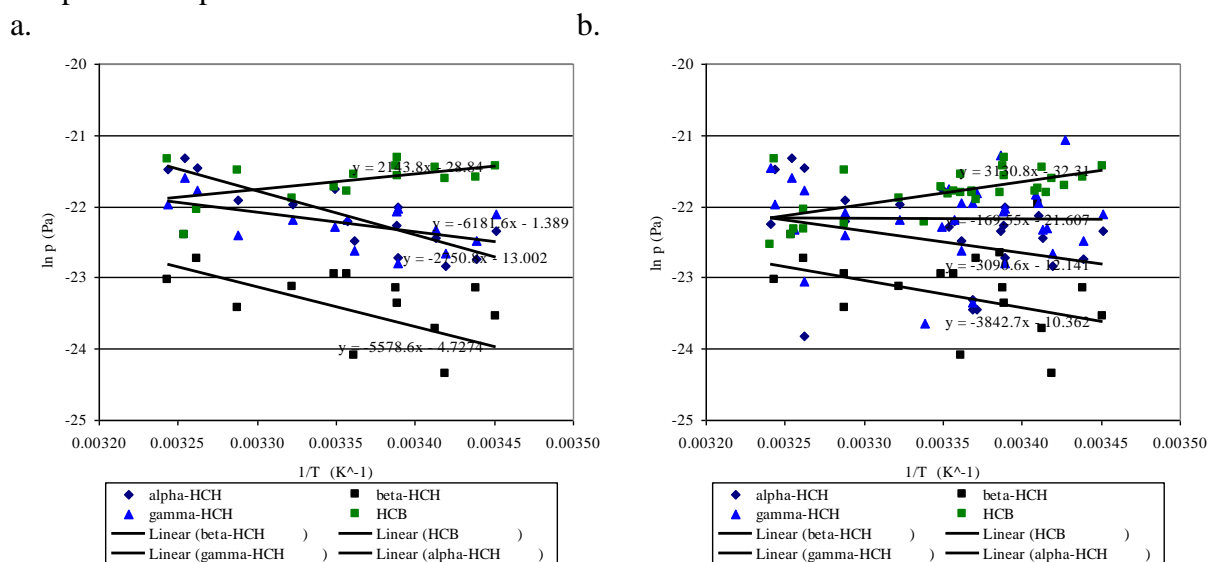 a.
-20
-21
-22
-23
-24
-25
ln p (Pa)
y = 2143.8x - 28.84
y = -6181.6x - 1.389
y = -2750.8x - 13.002
y = -5578.6x - 4.7274
0.00320 0.00325 0.00330 0.00335 0.00340 0.00345 0.00350
1/T (K^-1)
alpha-HCH beta-HCH
gamma-HCH HCB
Linear (beta-HCH ) Linear (HCB )
Linear (gamma-HCH ) Linear (alpha-HCH )
b.
-20
-21
-22
-23
-24
-25
ln p (Pa)
y = 3130.8x - 32.31
y = -169.55x - 21.607
y = -3096.6x - 12.141
y = -3842.7x - 10.362
0.00320 0.00325 0.00330 0.00335 0.00340 0.00345 0.00350
1/T (K^-1)
alpha-HCH beta-HCH
gamma-HCH HCB
Linear (beta-HCH ) Linear (HCB )
Linear (gamma-HCH ) Linear (alpha-HCH )